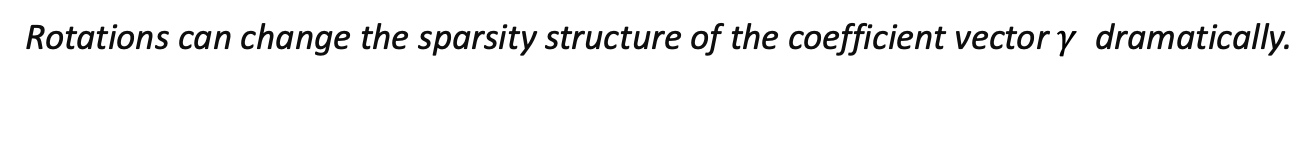 Rotations can change the sparsity structure of the coefficient vector γ dramatically.